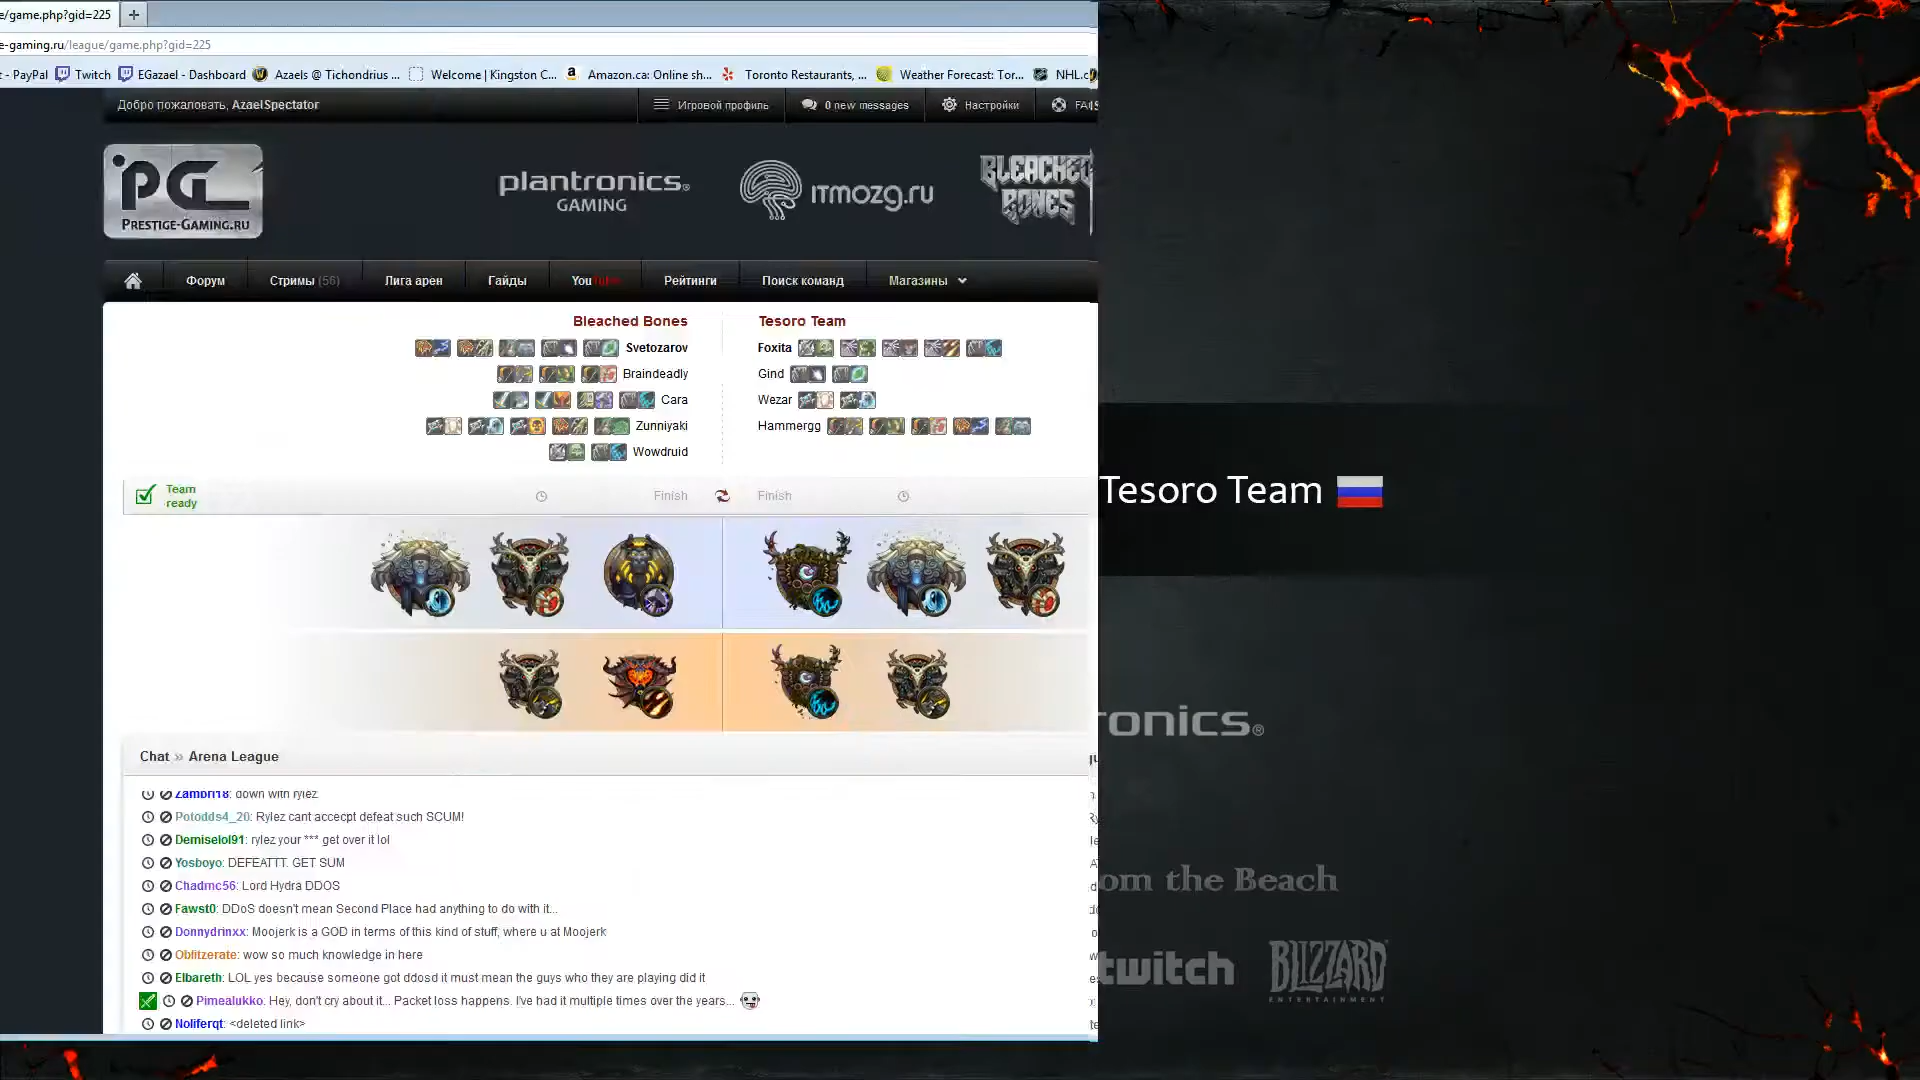 e/game.php?gid=225 +
e-gaming.ru/league/game.php?gid=225
t - PayPal Twitch EGazael - Dashboard Azaels @ Tichondrius ... Welcome | Kingston C... Amazon.ca: Online sh... Toronto Restaurants, ... Weather Forecast: Tor... NHL.c
Добро пожаловать, AzaelSpectator Игровой профиль 0 new messages Настройки FAQ
PG
PRESTIGE-GAMING.RU
plantronics®
GAMING
ITMOZG.RU
BLEACHED
BONES
Форум Стримы (56) Лига арен Гайды YouTube Рейтинги Поиск команд Магазины
Bleached Bones Tesoro Team
Svetozarov Foxita
Braindeadly Gind
Cara Wezar
Zunniyaki Hammergg
Wowdruid
Team
ready
Finish Finish
Tesoro Team
Chat » Arena League
Zambri18: down with rylez
Potodds4_20: Rylez cant accecpt defeat such SCUM!
Demiselol91: rylez your *** get over it lol
Yosboyo: DEFEATTT. GET SUM
Chadmc56: Lord Hydra DDOS
Fawst0: DDoS doesn't mean Second Place had anything to do with it...
Donnydrinxx: Moojerk is a GOD in terms of this kind of stuff, where u at Moojerk
Oblitzerate: wow so much knowledge in here
Elbareth: LOL yes because someone got ddosd it must mean the guys who they are playing did it
Pimealukko: Hey, don't cry about it... Packet loss happens. I've had it multiple times over the years...
Noliferqt: <deleted link>
ronics®
om the Beach
twitch
BLIZZARD
ENTERTAINMENT